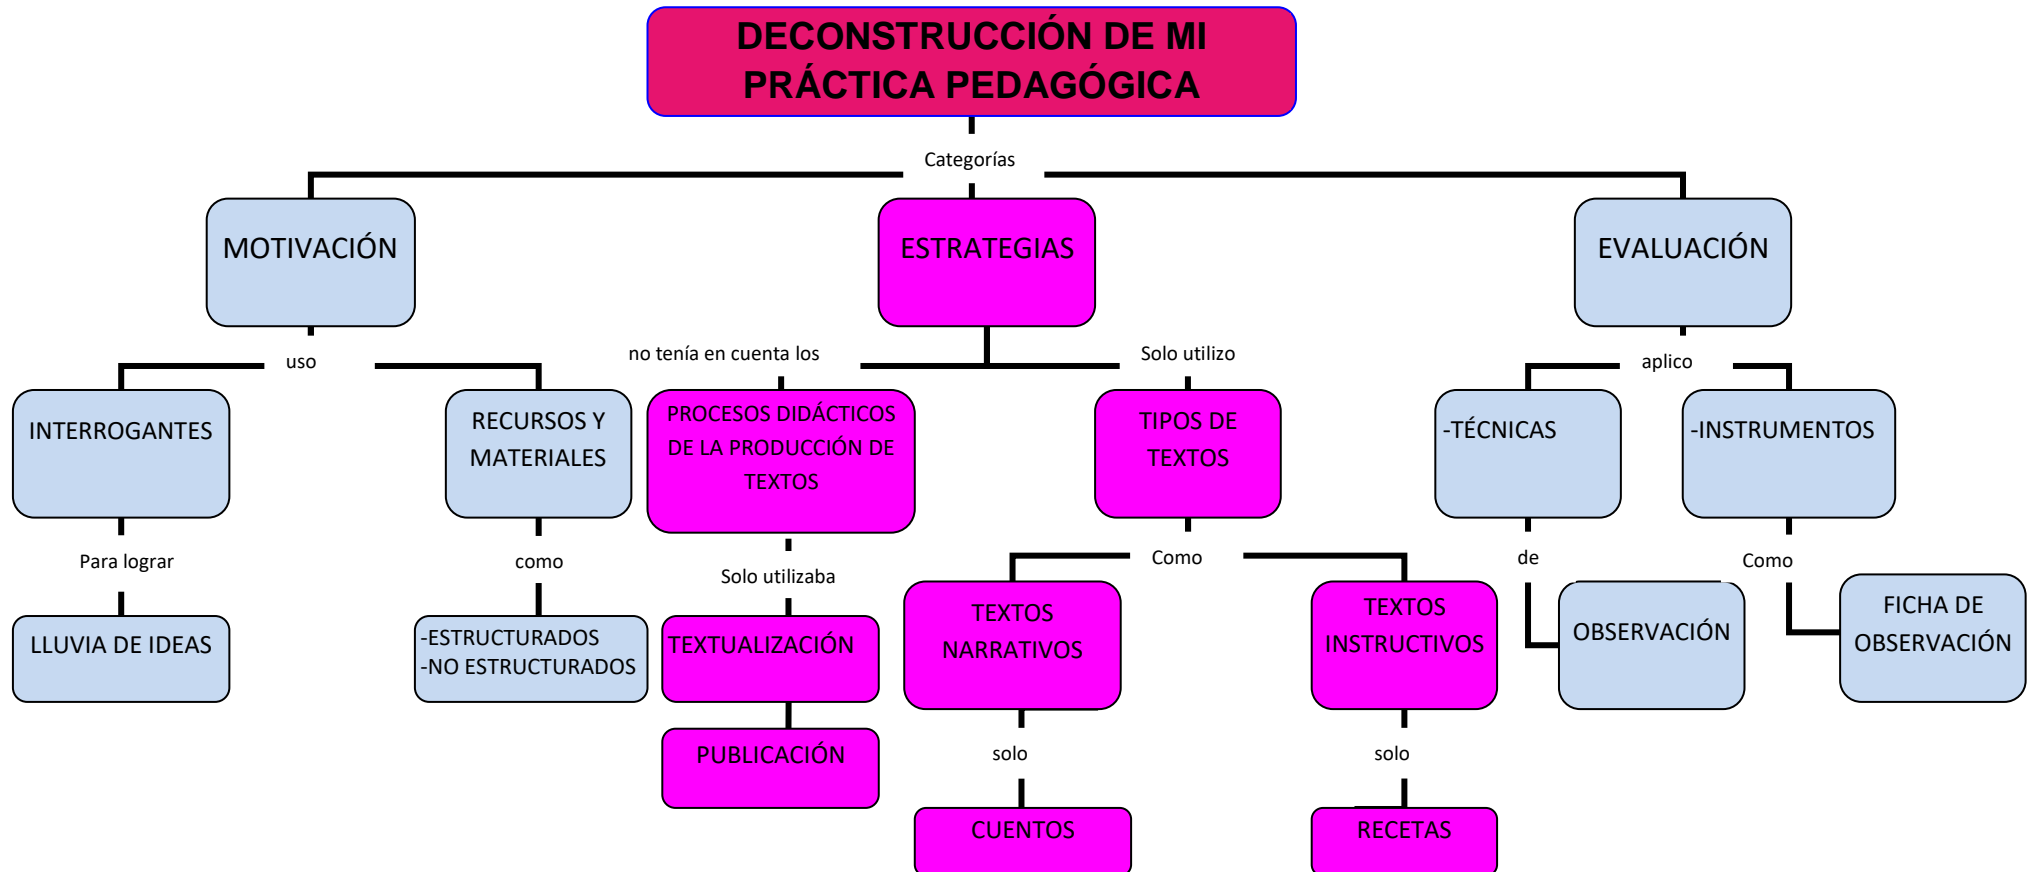 DECONSTRUCCIÓN DE MI
PRÁCTICA PEDAGÓGICA
Categorías
MOTIVACIÓN
ESTRATEGIAS
EVALUACIÓN
uso
no tenía en cuenta los
Solo utilizo
aplico
INTERROGANTES
RECURSOS Y
MATERIALES
PROCESOS DIDÁCTICOS
DE LA PRODUCCIÓN DE
TEXTOS
TIPOS DE
TEXTOS
-TÉCNICAS
-INSTRUMENTOS
Para lograr
como
Solo utilizaba
Como
de
Como
LLUVIA DE IDEAS
-ESTRUCTURADOS
-NO ESTRUCTURADOS
TEXTUALIZACIÓN
TEXTOS
NARRATIVOS
TEXTOS
INSTRUCTIVOS
OBSERVACIÓN
FICHA DE
OBSERVACIÓN
PUBLICACIÓN
solo
solo
CUENTOS
RECETAS